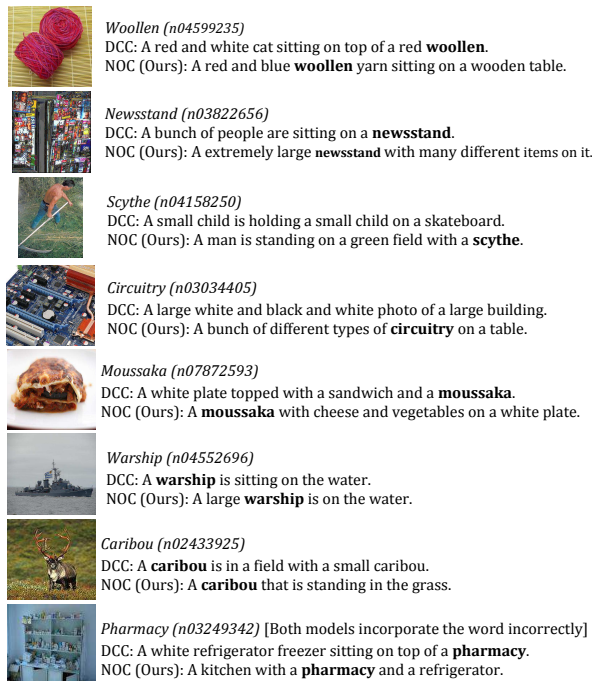 Woollen (n04599235)
DCC: A red and white cat sitting on top of a red woollen.
NOC (Ours): A red and blue woollen yarn sitting on a wooden table.
Newsstand (n03822656)
DCC: A bunch of people are sitting on a newsstand.
NOC (Ours): A extremely large newsstand with many different items on it.
Scythe (n04158250)
DCC: A small child is holding a small child on a skateboard.
NOC (Ours): A man is standing on a green field with a scythe.
Circuitry (n03034405)
DCC: A large white and black and white photo of a large building.
NOC (Ours): A bunch of different types of circuitry on a table.
Moussaka (n07872593)
DCC: A white plate topped with a sandwich and a moussaka.
NOC (Ours): A moussaka with cheese and vegetables on a white plate.
Warship (n04552696)
DCC: A warship is sitting on the water.
NOC (Ours): A large warship is on the water.
Caribou (n02433925)
DCC: A caribou is in a field with a small caribou.
NOC (Ours): A caribou that is standing in the grass.
Pharmacy (n03249342) [Both models incorporate the word incorrectly]
DCC: A white refrigerator freezer sitting on top of a pharmacy.
NOC (Ours): A kitchen with a pharmacy and a refrigerator.